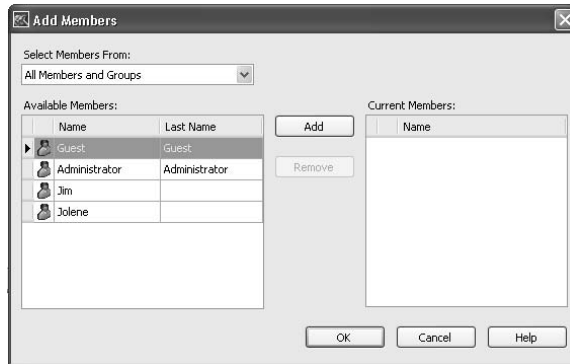 Add Members
Select Members From:
All Members and Groups
Available Members:
Current Members:
Name Last Name
Add
Name
Guest Guest
Administrator Administrator
Remove
Jim
Jolene
OK Cancel Help